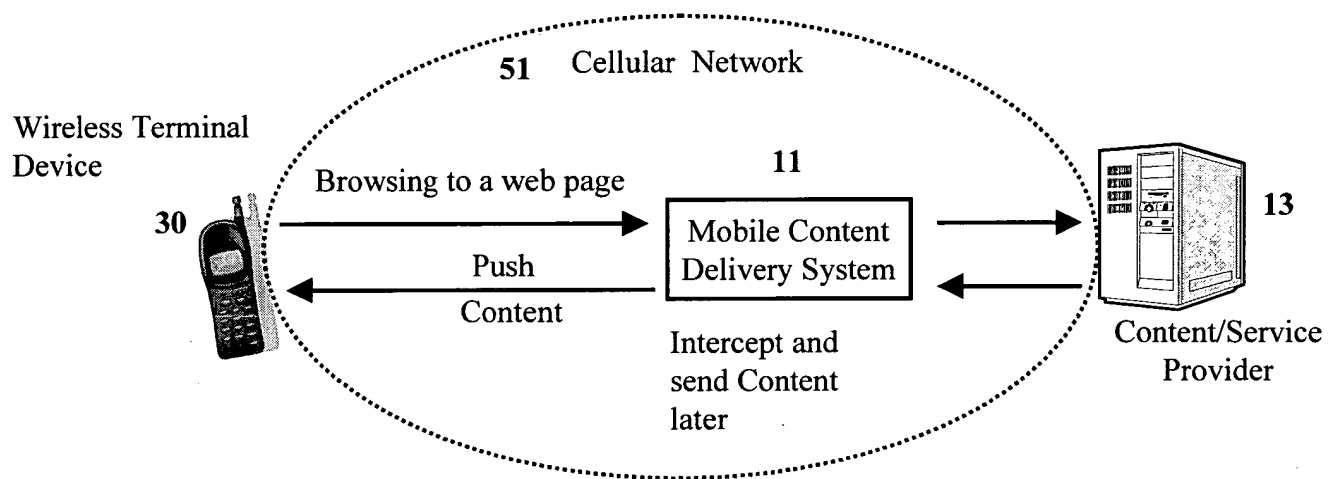 51 Cellular Network
Wireless Terminal
Device
11
Browsing to a web page
30
13
Mobile Content
Delivery System
Push
Content
Intercept and
send Content
later
Content/Service
Provider